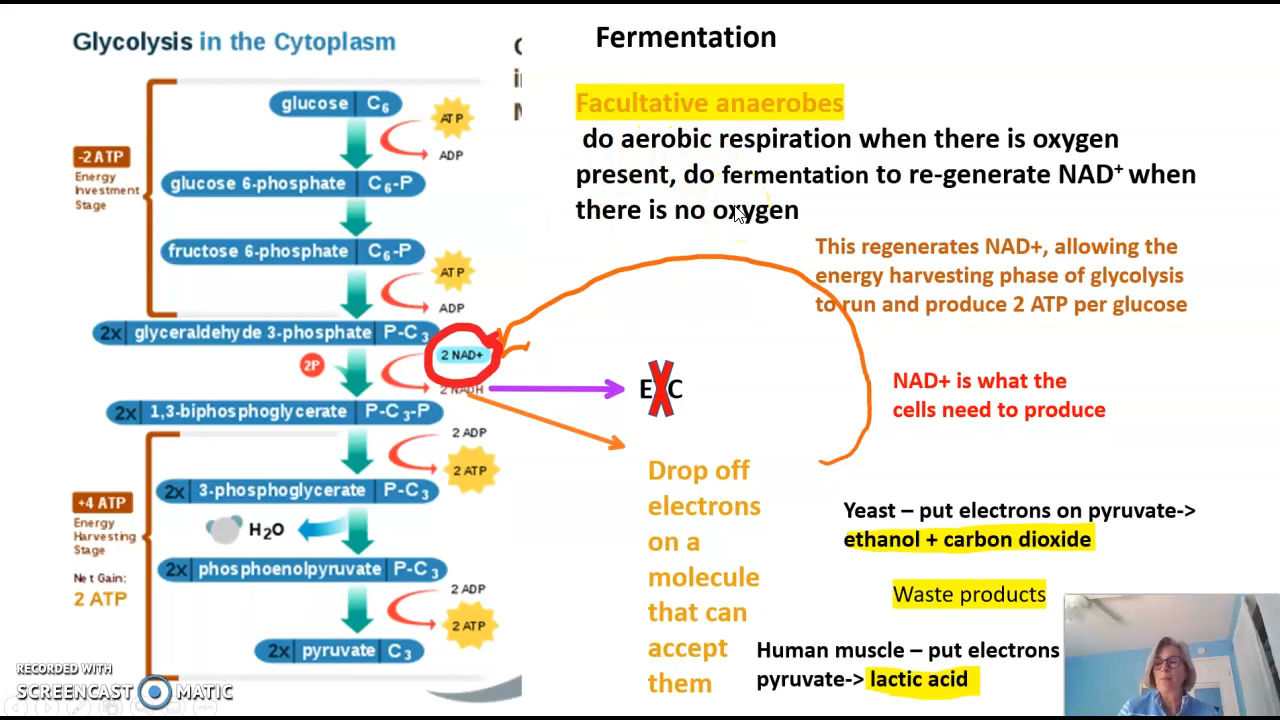 Glycolysis in the Cytoplasm
glucose C6
ATP
ADP
-2 ATP
Energy
Investment
Stage
glucose 6-phosphate C6-P
fructose 6-phosphate C6-P
ATP
ADP
2x glyceraldehyde 3-phosphate P-C3
2P
2 NAD+
2 NADH
2x 1,3-biphosphoglycerate P-C3-P
2 ADP
2 ATP
+4 ATP
Energy
Harvesting
Stage
Net Gain:
2 ATP
2x 3-phosphoglycerate P-C3
H2O
2x phosphoenolpyruvate P-C3
2 ADP
2 ATP
2x pyruvate C3
RECORDED WITH
SCREENCAST MATIC
Fermentation
Facultative anaerobes
do aerobic respiration when there is oxygen
present, do fermentation to re-generate NAD+ when
there is no oxygen
This regenerates NAD+, allowing the
energy harvesting phase of glycolysis
to run and produce 2 ATP per glucose
E C
NAD+ is what the
cells need to produce
Drop off
electrons
on a
molecule
that can
accept
them
Yeast – put electrons on pyruvate->
ethanol + carbon dioxide
Waste products
Human muscle – put electrons
pyruvate-> lactic acid